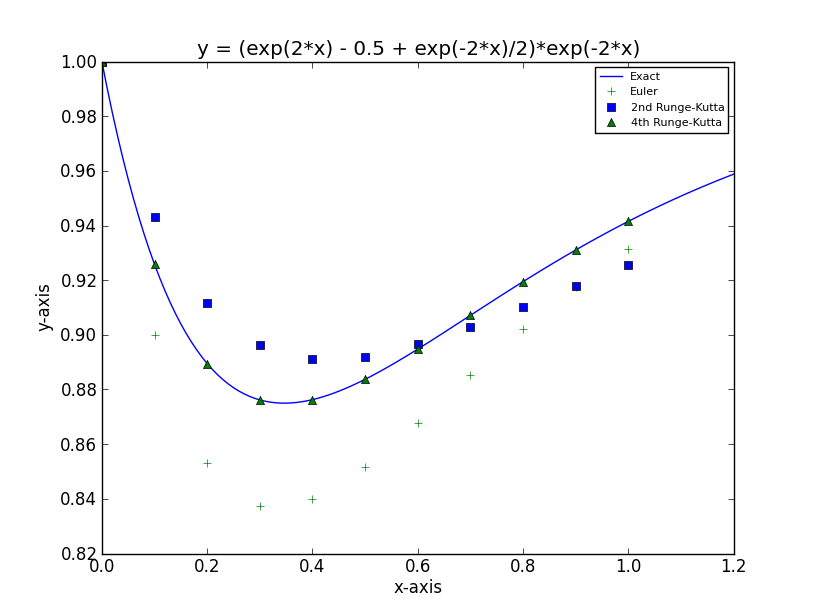 y = (exp(2*x) - 0.5 + exp(-2*x)/2)*exp(-2*x)
Exact
Euler
2nd Runge-Kutta
4th Runge-Kutta
1.00
0.98
0.96
0.94
0.92
0.90
0.88
0.86
0.84
0.82
y-axis
0.0
0.2
0.4
0.6
0.8
1.0
1.2
x-axis